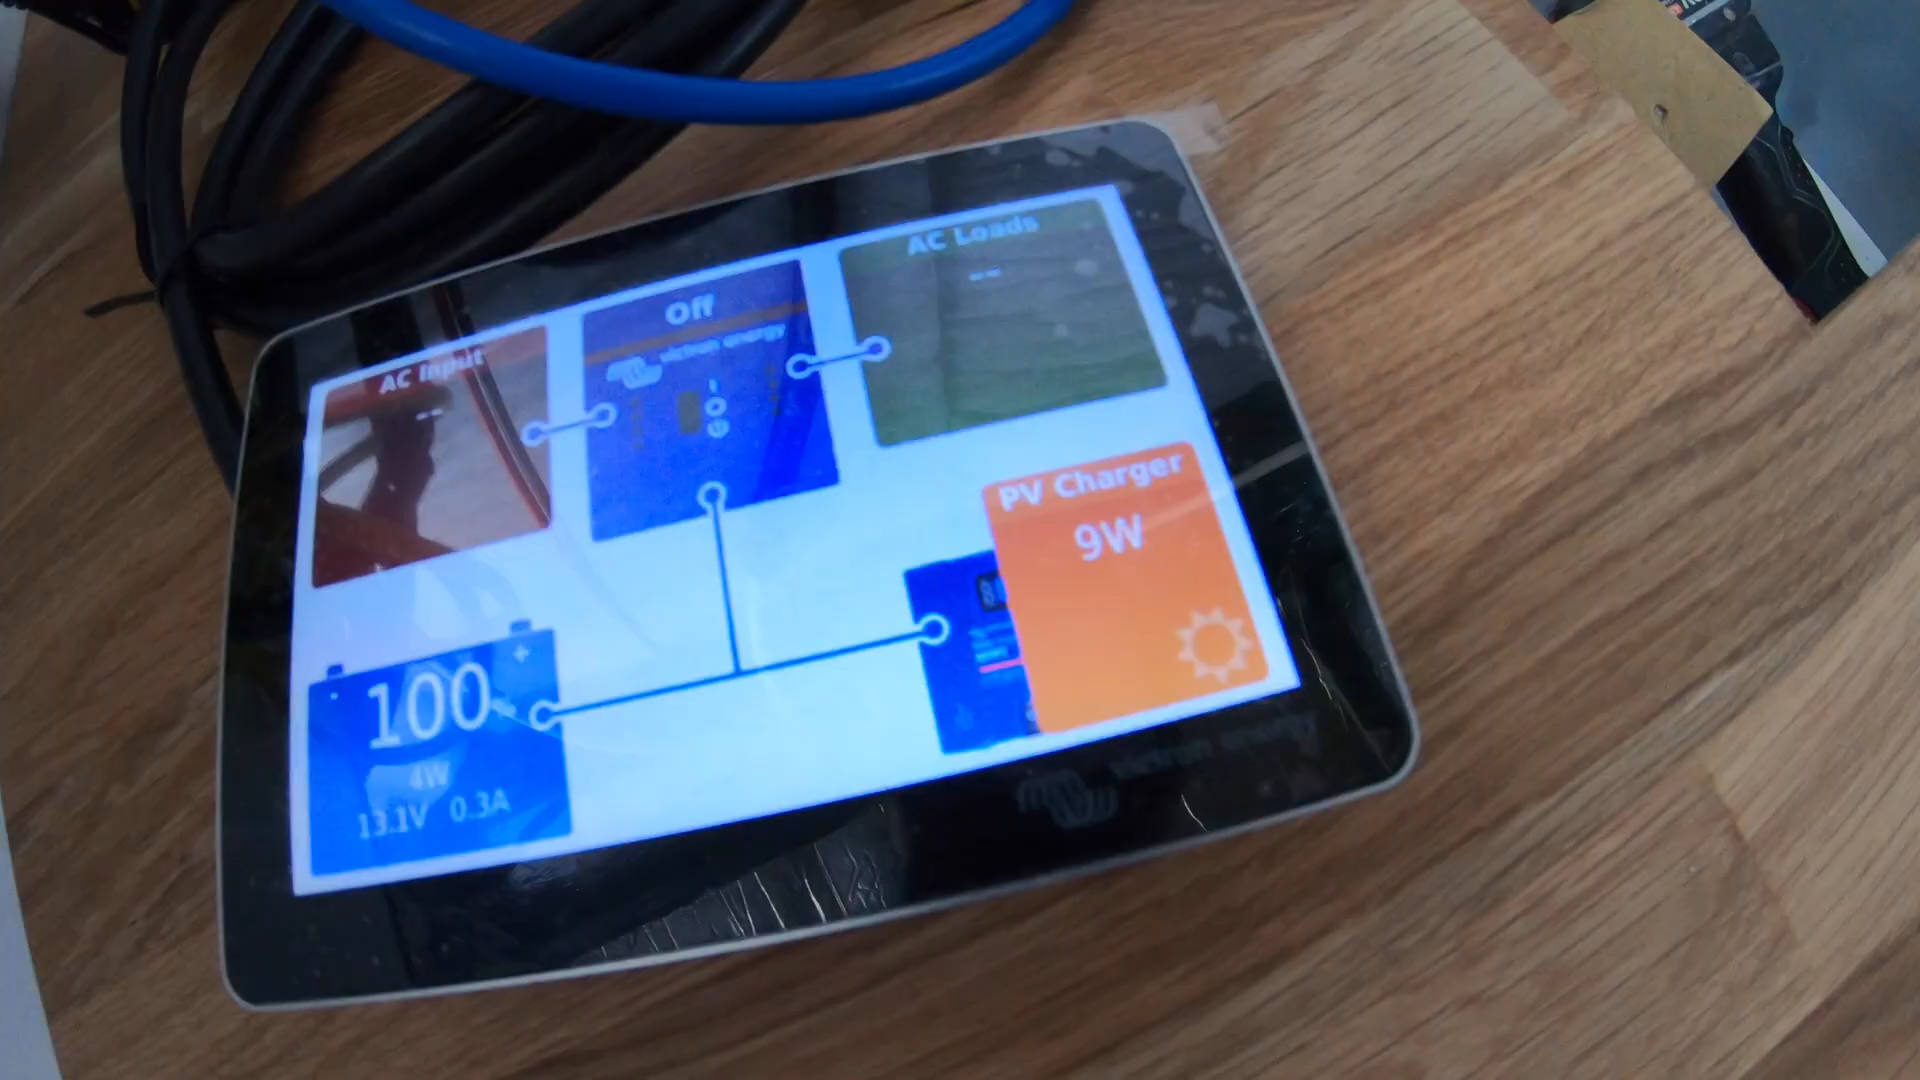 AC Input
--
Off
victron energy
AC Loads
--
PV Charger
9W
100%
4W
13.1V 0.3A
victron energy